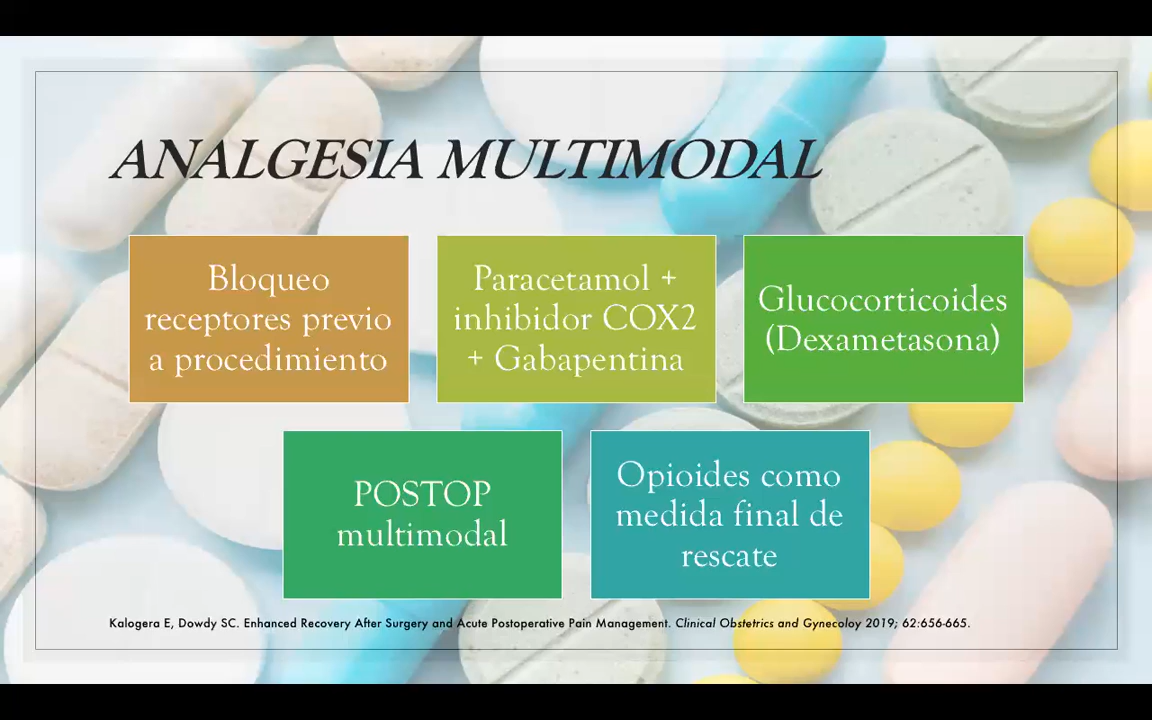 ANALGESIA MULTIMODAL
Bloqueo
receptores previo
a procedimiento
Paracetamol +
inhibidor COX2
+ Gabapentina
Glucocorticoides
(Dexametasona)
POSTOP
multimodal
Opioides como
medida final de
rescate
Kalogera E, Dowdy SC. Enhanced Recovery After Surgery and Acute Postoperative Pain Management. Clinical Obstetrics and Gynecoloy 2019; 62:656-665.